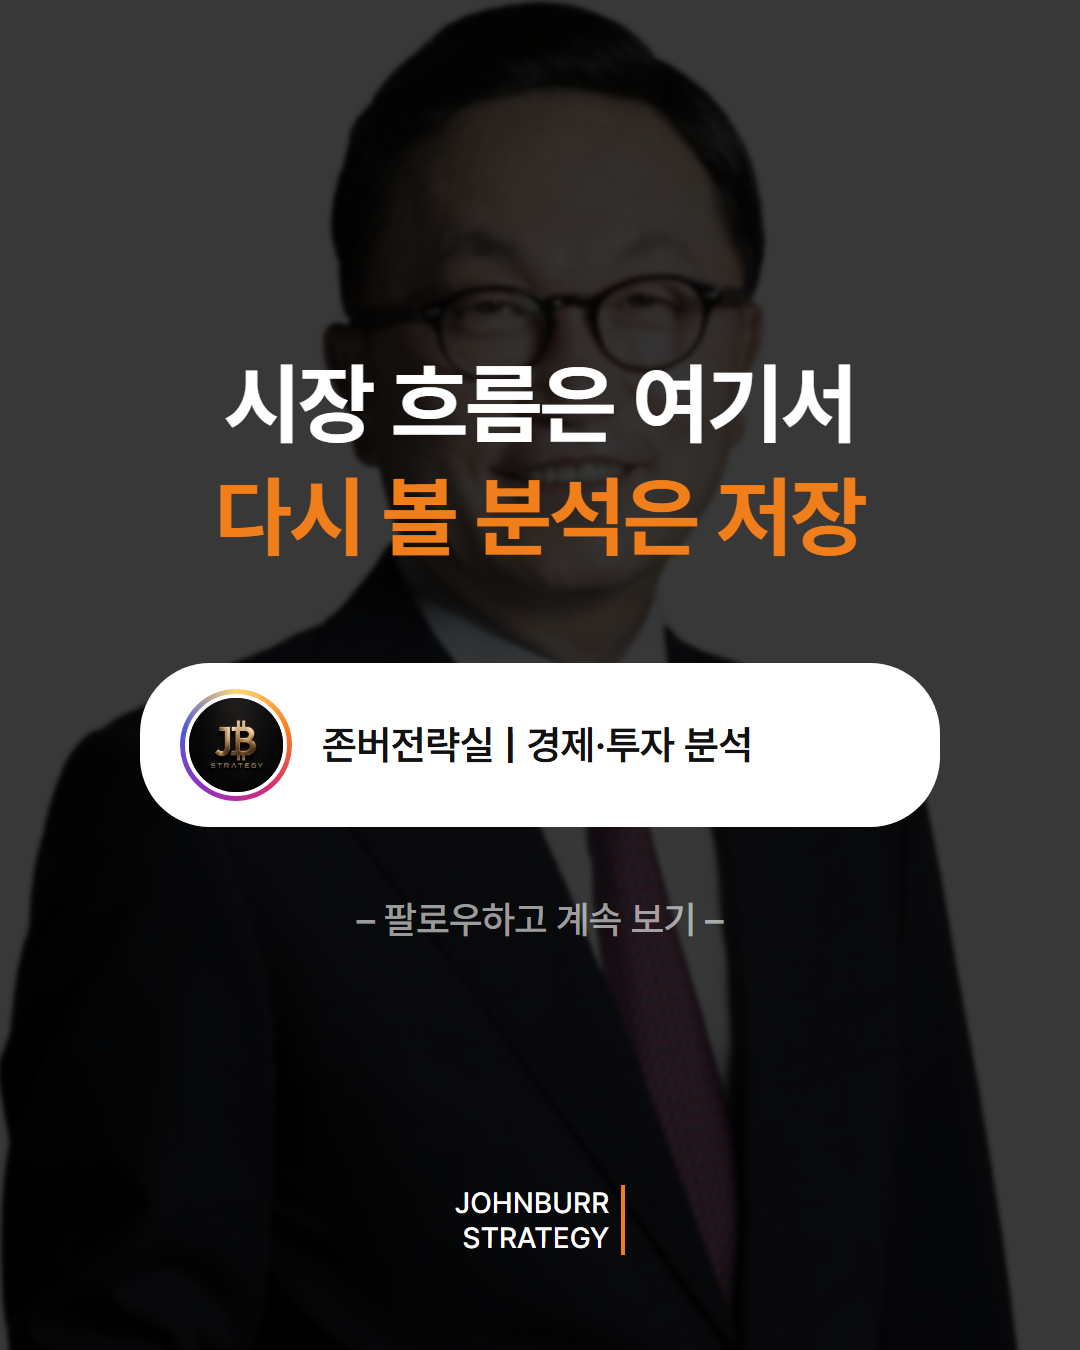 시장 흐름은 여기서
다시 볼 분석은 저장
JB
STRATEGY
존버전략실 | 경제·투자 분석
– 팔로우하고 계속 보기 –
JOHNBURR
STRATEGY